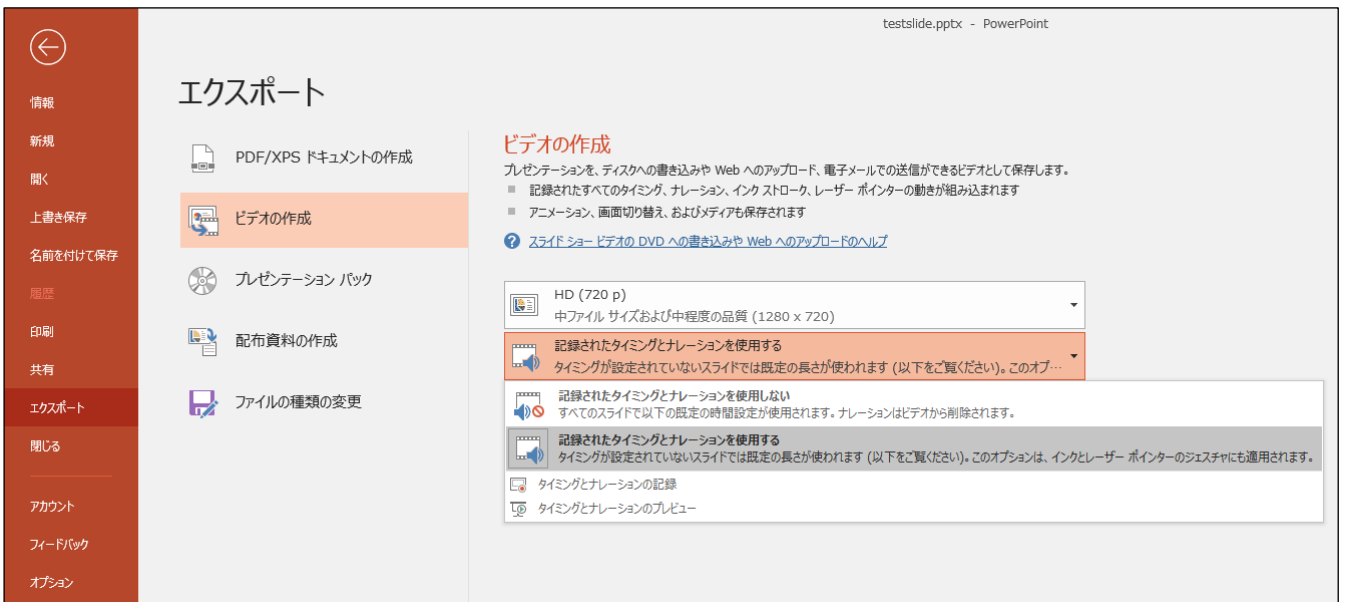 testslide.pptx - PowerPoint
情報
新規
開く
上書き保存
名前を付けて保存
履歴
印刷
共有
エクスポート
閉じる
アカウント
フィードバック
オプション
エクスポート
PDF/XPS ドキュメントの作成
ビデオの作成
プレゼンテーション パック
配布資料の作成
ファイルの種類の変更
ビデオの作成
プレゼンテーションを、ディスクへの書き込みや Web へのアップロード、電子メールでの送信ができるビデオとして保存します。
記録されたすべてのタイミング、ナレーション、インク ストローク、レーザー ポインターの動きが組み込まれます
アニメーション、画面切り替え、およびメディアも保存されます
スライド ショー ビデオの DVD への書き込みや Web へのアップロードのヘルプ
HD (720 p)
中ファイル サイズおよび中程度の品質 (1280 x 720)
記録されたタイミングとナレーションを使用する
タイミングが設定されていないスライドでは既定の長さが使われます (以下をご覧ください)。このオプ…
記録されたタイミングとナレーションを使用しない
すべてのスライドで以下の既定の時間設定が使用されます。ナレーションはビデオから削除されます。
記録されたタイミングとナレーションを使用する
タイミングが設定されていないスライドでは既定の長さが使われます (以下をご覧ください)。このオプションは、インクとレーザー ポインターのジェスチャにも適用されます。
タイミングとナレーションの記録
タイミングとナレーションのプレビュー